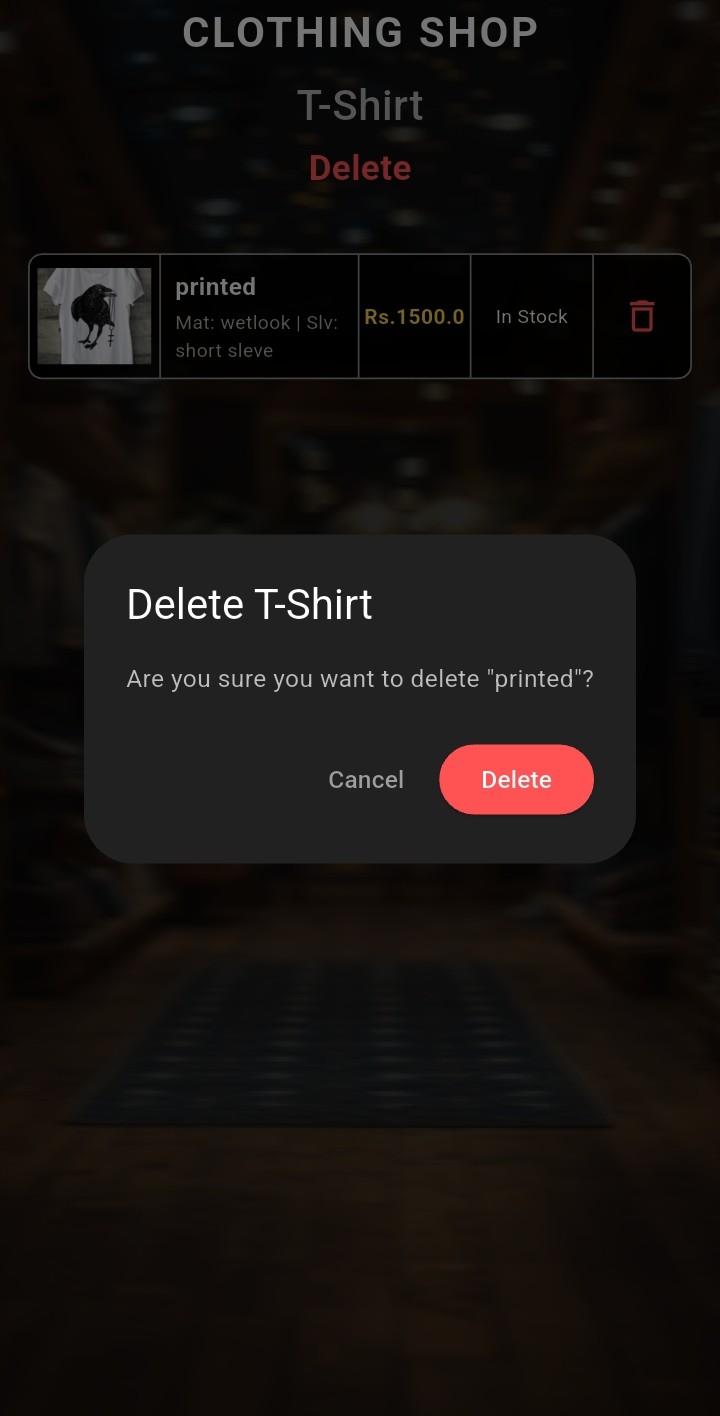 CLOTHING SHOP
T-Shirt
Delete
printed
Mat: wetlook | Slv:
short sleve
Rs.1500.0
In Stock
Delete T-Shirt
Are you sure you want to delete "printed"?
Cancel
Delete